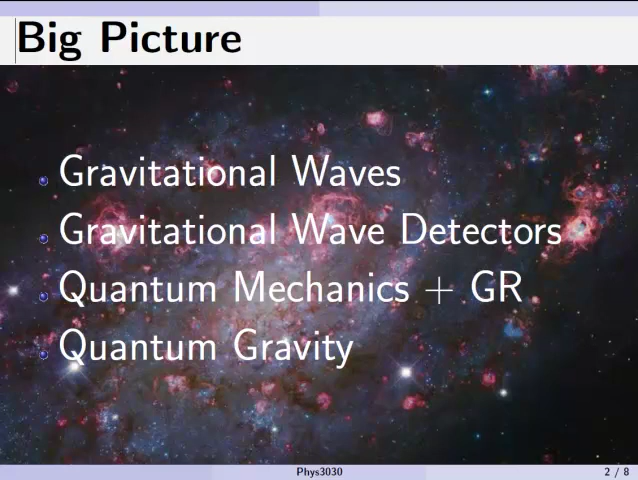 Big Picture
Gravitational Waves
Gravitational Wave Detectors
Quantum Mechanics + GR
Quantum Gravity
Phys3030
2 / 8